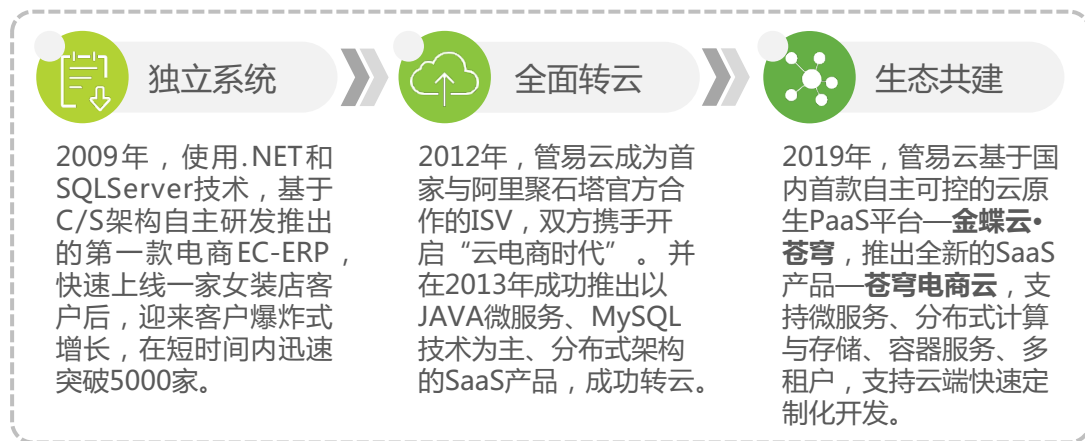 独立系统
2009年，使用.NET和
SQLServer技术，基于
C/S架构自主研发推出
的第一款电商EC-ERP，
快速上线一家女装店客
户后，迎来客户爆炸式
增长，在短时间内迅速
突破5000家。
全面转云
2012年，管易云成为首
家与阿里聚石塔官方合
作的ISV，双方携手开
启“云电商时代”。并
在2013年成功推出以
JAVA微服务、MySQL
技术为主、分布式架构
的SaaS产品，成功转云。
生态共建
2019年，管易云基于国
内首款自主可控的云原
生PaaS平台—金蝶云•
苍穹，推出全新的SaaS
产品—苍穹电商云，支
持微服务、分布式计算
与存储、容器服务、多
租户，支持云端快速定
制化开发。